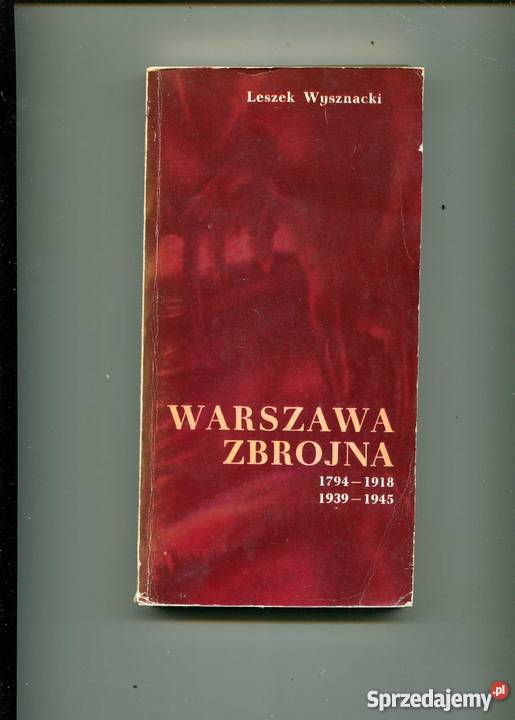 Leszek Wysznacki
WARSZAWA
ZBROJNA
1794—1918
1939—1945
Sprzedajemy.pl